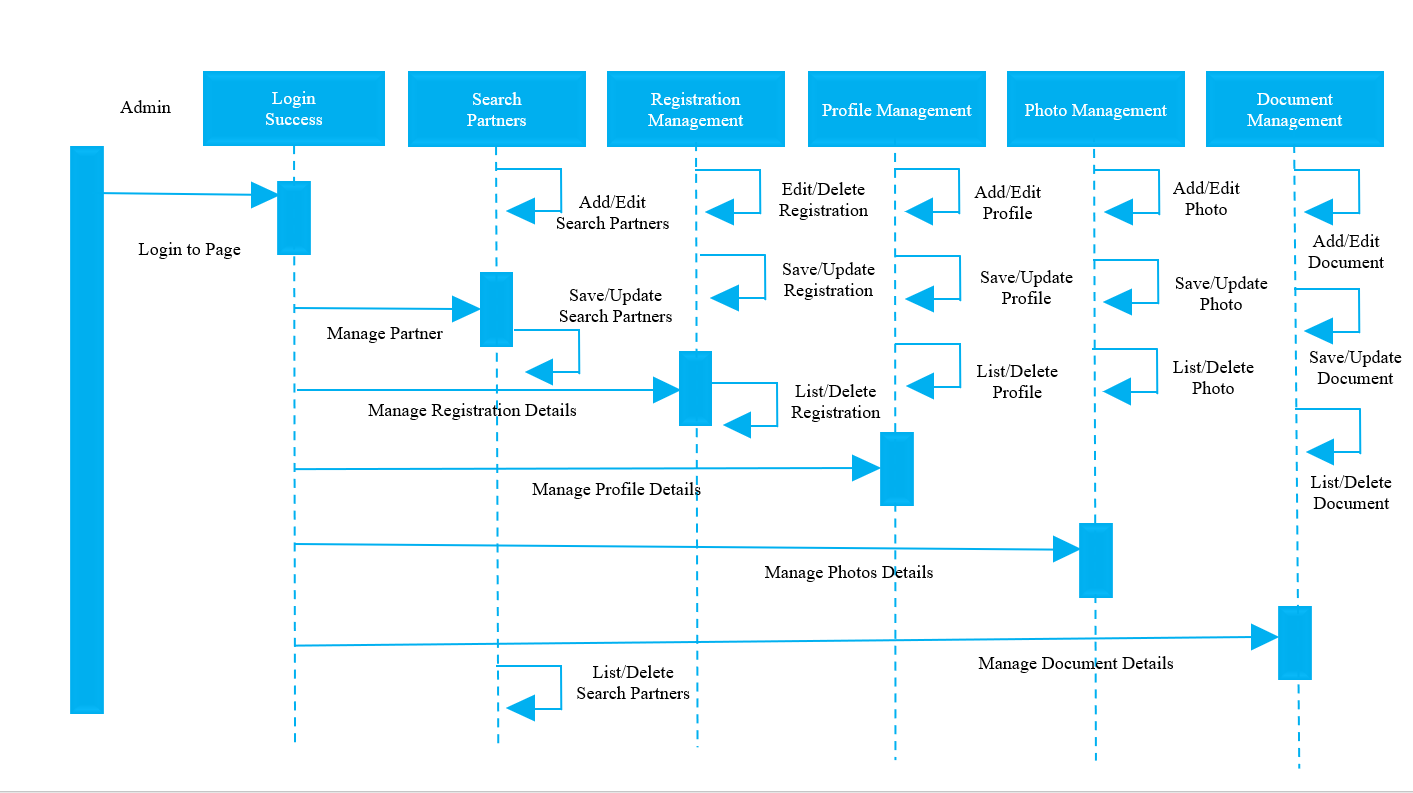 Admin
Login
Success
Search
Partners
Registration
Management
Profile Management
Photo Management
Document
Management
Login to Page
Add/Edit
Search Partners
Edit/Delete
Registration
Add/Edit
Profile
Add/Edit
Photo
Add/Edit
Document
Save/Update
Search Partners
Save/Update
Registration
Save/Update
Profile
Save/Update
Photo
Save/Update
Document
Manage Partner
List/Delete
Registration
List/Delete
Profile
List/Delete
Photo
List/Delete
Document
Manage Registration Details
Manage Profile Details
Manage Photos Details
Manage Document Details
List/Delete
Search Partners